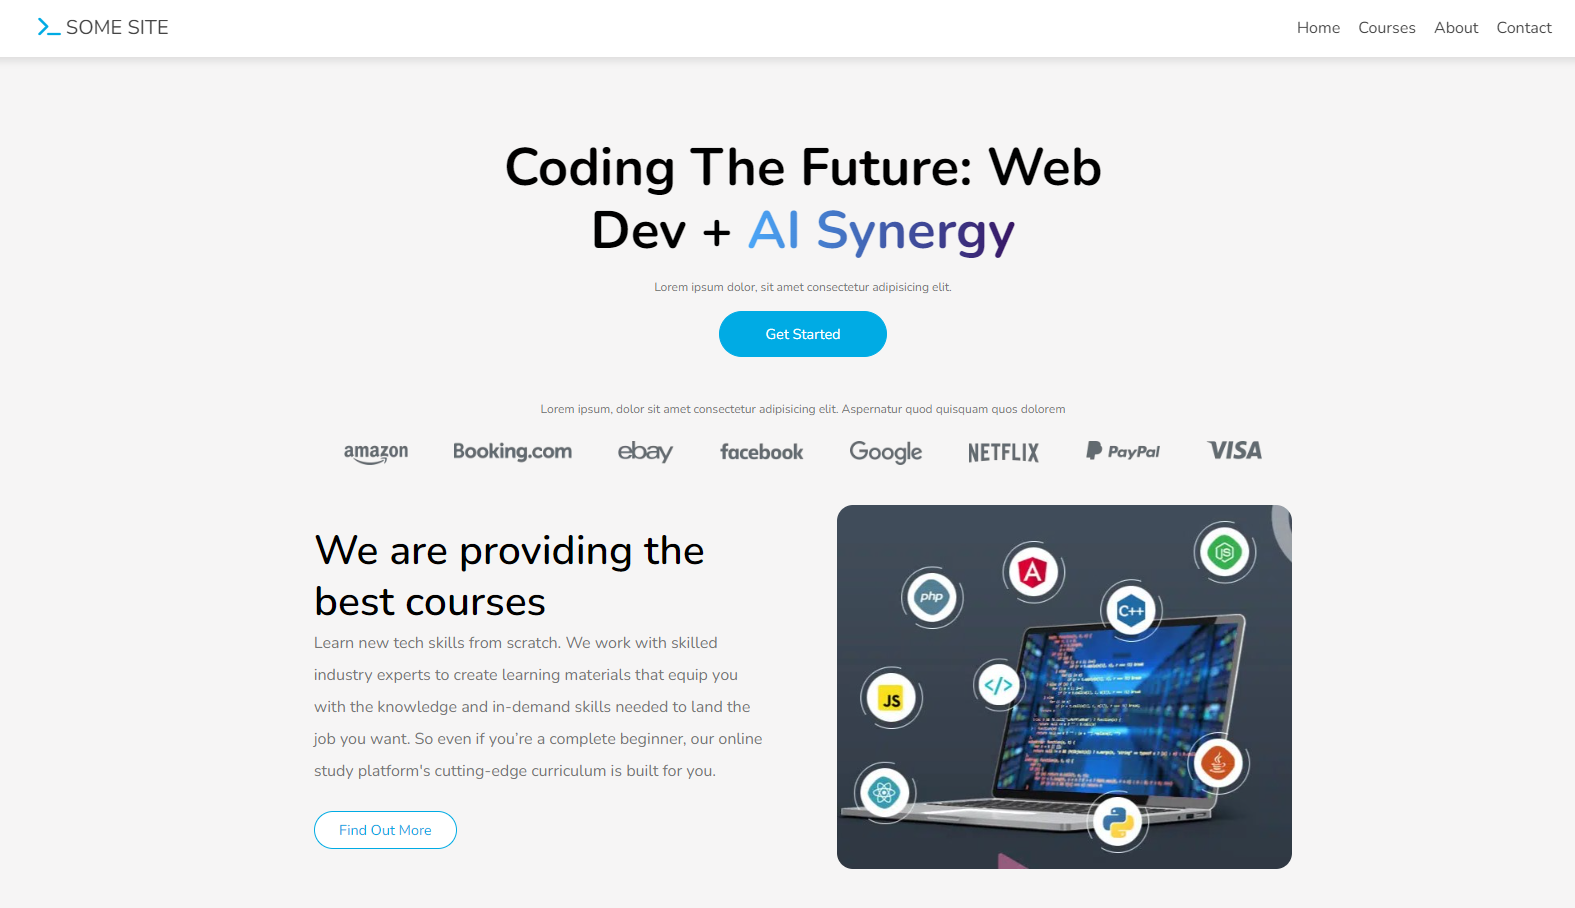 SOME SITE
Home Courses About Contact
Coding The Future: Web
Dev + AI Synergy
Lorem ipsum dolor, sit amet consectetur adipisicing elit.
Get Started
Lorem ipsum, dolor sit amet consectetur adipisicing elit. Aspernatur quod quisquam quos dolorem
amazon Booking.com ebay facebook Google NETFLIX PayPal VISA
We are providing the
best courses
Learn new tech skills from scratch. We work with skilled
industry experts to create learning materials that equip you
with the knowledge and in-demand skills needed to land the
job you want. So even if you’re a complete beginner, our online
study platform's cutting-edge curriculum is built for you.
Find Out More
JS
A
php
C++
</>
JS